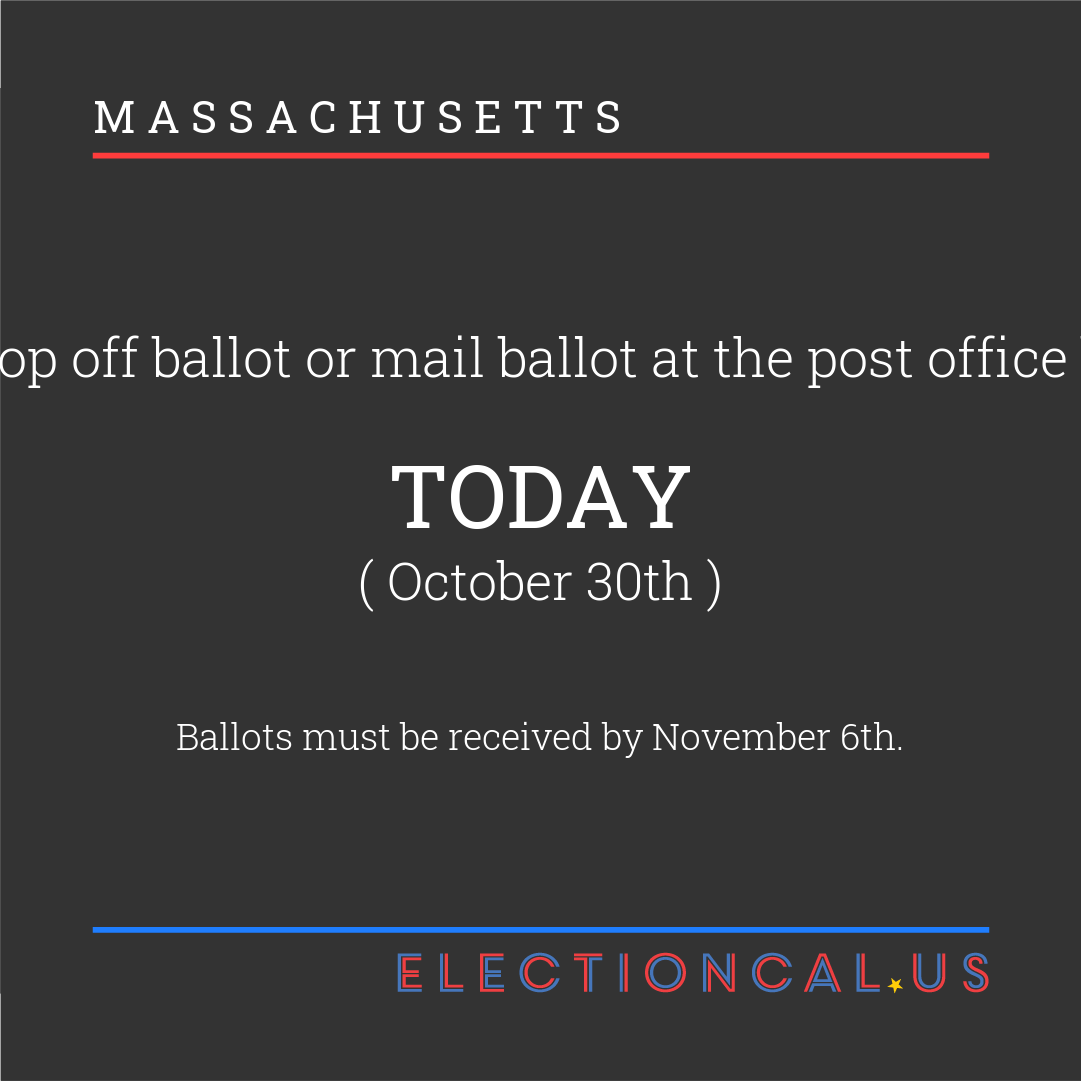 MASSACHUSETTS
op off ballot or mail ballot at the post office
TODAY
( October 30th )
Ballots must be received by November 6th.
ELECTIONCAL.US